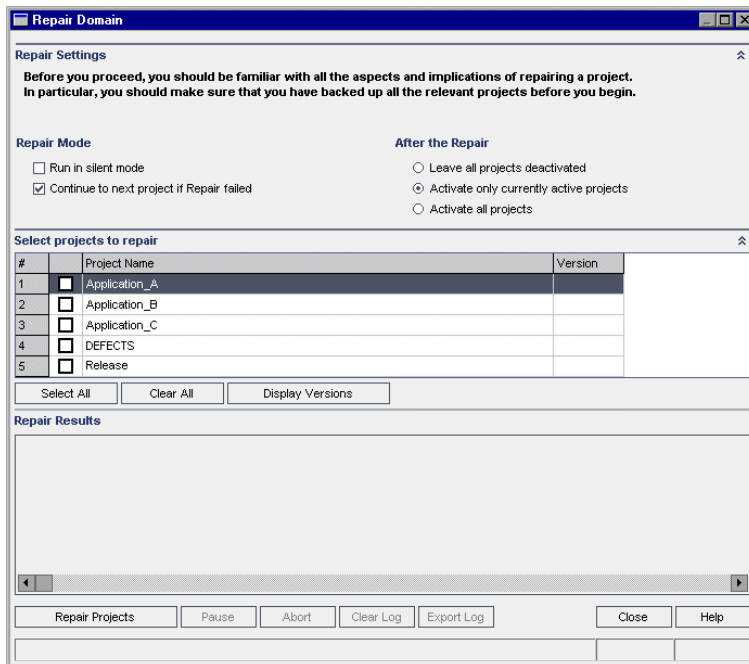 Repair Domain
Repair Settings
Before you proceed, you should be familiar with all the aspects and implications of repairing a project.
In particular, you should make sure that you have backed up all the relevant projects before you begin.
Repair Mode
After the Repair
Run in silent mode
Leave all projects deactivated
Continue to next project if Repair failed
Activate only currently active projects
Activate all projects
Select projects to repair
# Project Name Version
1 Application_A
2 Application_B
3 Application_C
4 DEFECTS
5 Release
Select All Clear All Display Versions
Repair Results
Repair Projects Pause Abort Clear Log Export Log Close Help